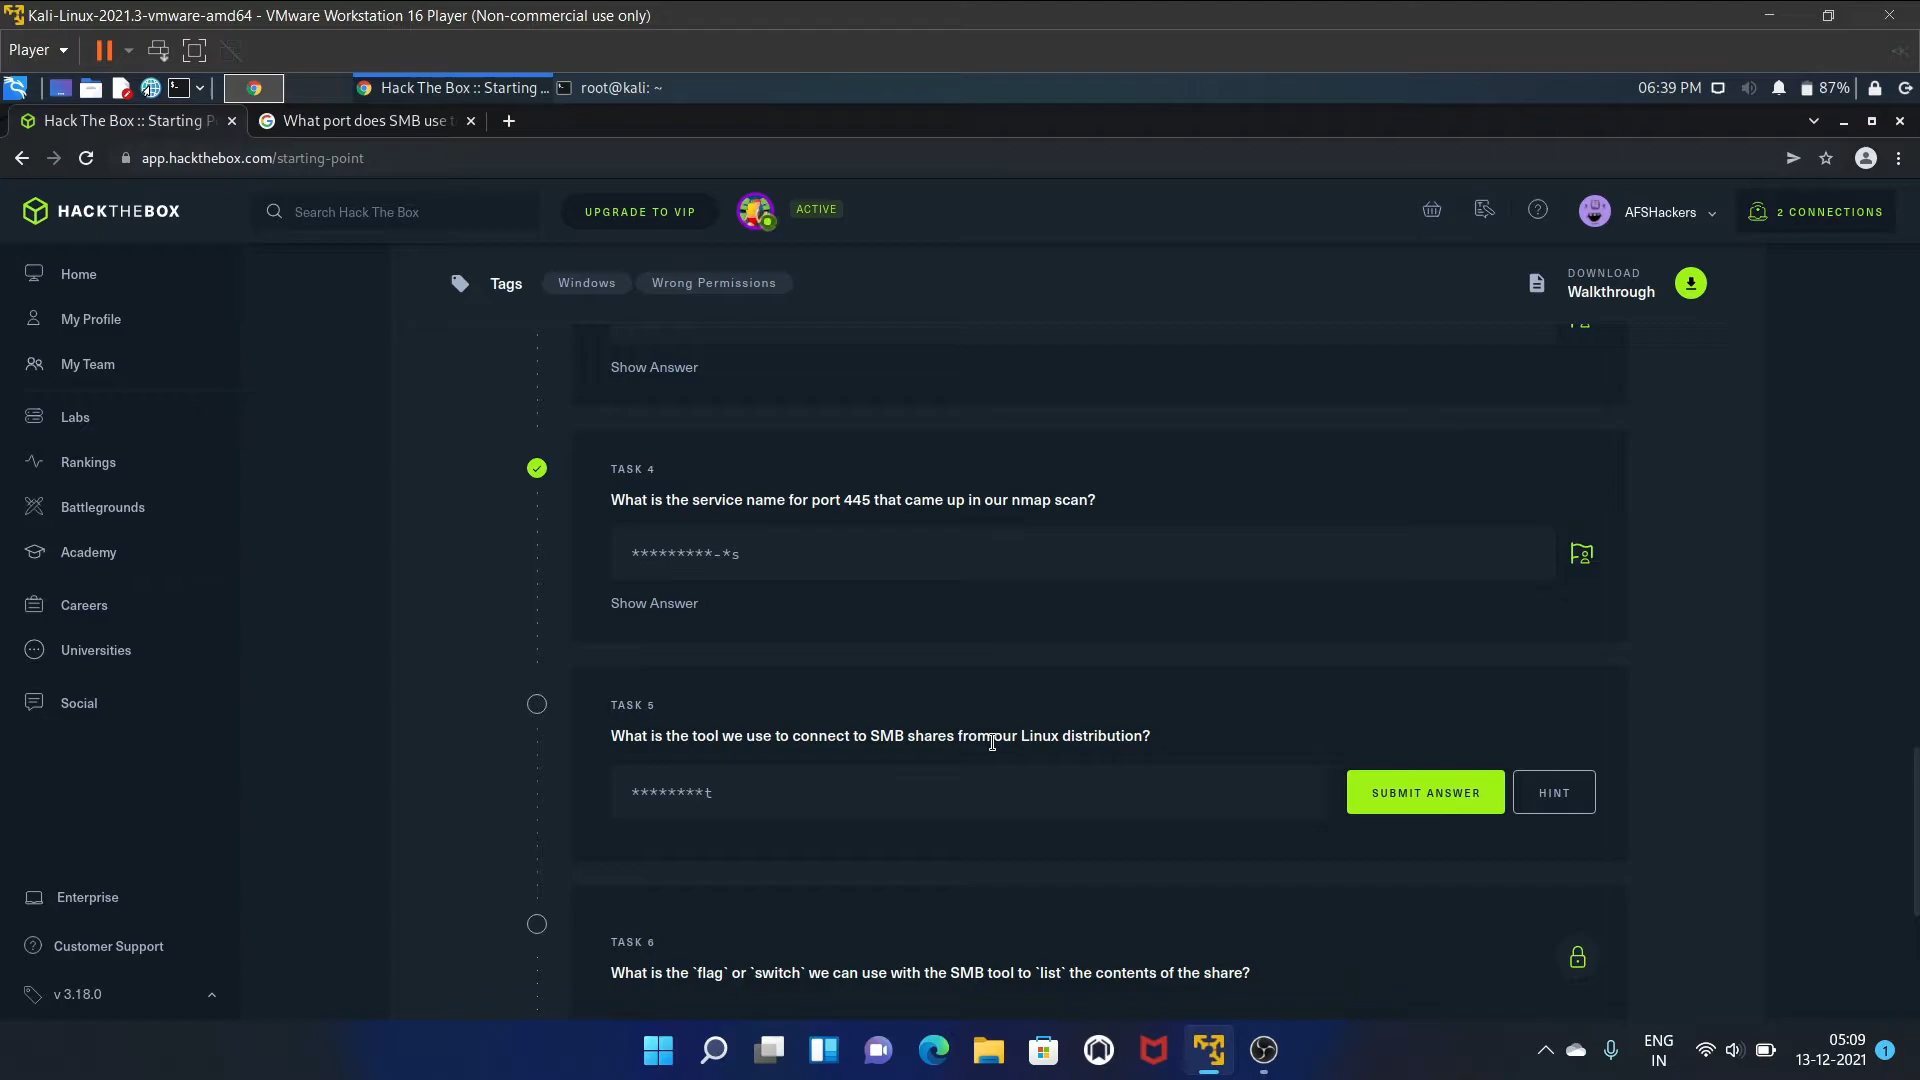 Kali-Linux-2021.3-vmware-amd64 - VMware Workstation 16 Player (Non-commercial use only)
Player
Hack The Box :: Starting ...
root@kali: ~
06:39 PM
87%
Hack The Box :: Starting P
What port does SMB use t
app.hackthebox.com/starting-point
HACKTHEBOX
Search Hack The Box
UPGRADE TO VIP
ACTIVE
AFSHackers
2 CONNECTIONS
Home
My Profile
My Team
Labs
Rankings
Battlegrounds
Academy
Careers
Universities
Social
Enterprise
Customer Support
v 3.18.0
Tags
Windows
Wrong Permissions
DOWNLOAD
Walkthrough
Show Answer
TASK 4
What is the service name for port 445 that came up in our nmap scan?
*********-*s
Show Answer
TASK 5
What is the tool we use to connect to SMB shares from our Linux distribution?
********t
SUBMIT ANSWER
HINT
TASK 6
What is the `flag` or `switch` we can use with the SMB tool to `list` the contents of the share?
ENG
IN
05:09
13-12-2021
1